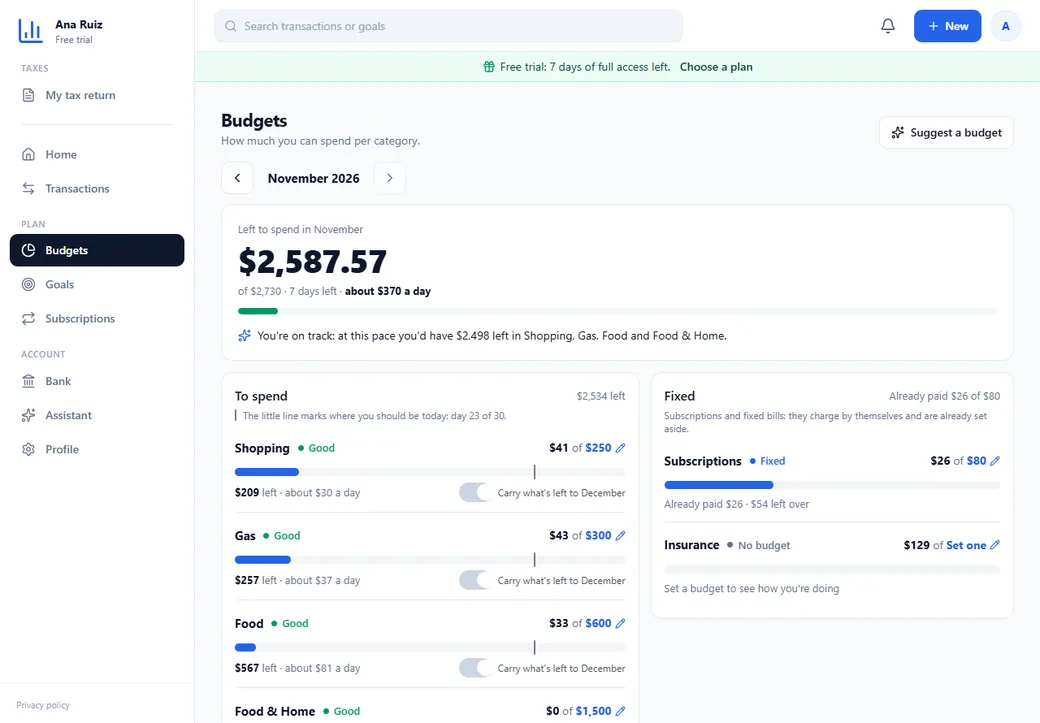 Ana Ruiz
Free trial
TAXES
My tax return
Home
Transactions
PLAN
Budgets
Goals
Subscriptions
ACCOUNT
Bank
Assistant
Profile
Privacy policy
Search transactions or goals
New
A
Free trial: 7 days of full access left. Choose a plan
Budgets
How much you can spend per category.
Suggest a budget
November 2026
Left to spend in November
$2,587.57
of $2,730 · 7 days left · about $370 a day
You're on track: at this pace you'd have $2,498 left in Shopping, Gas, Food and Food & Home.
To spend
$2,534 left
The little line marks where you should be today: day 23 of 30.
Shopping Good $41 of $250
$209 left · about $30 a day Carry what's left to December
Gas Good $43 of $300
$257 left · about $37 a day Carry what's left to December
Food Good $33 of $600
$567 left · about $81 a day Carry what's left to December
Food & Home Good $0 of $1,500
Fixed
Already paid $26 of $80
Subscriptions and fixed bills: they charge by themselves and are already set
aside.
Subscriptions Fixed $26 of $80
Already paid $26 · $54 left over
Insurance No budget $129 of Set one
Set a budget to see how you're doing